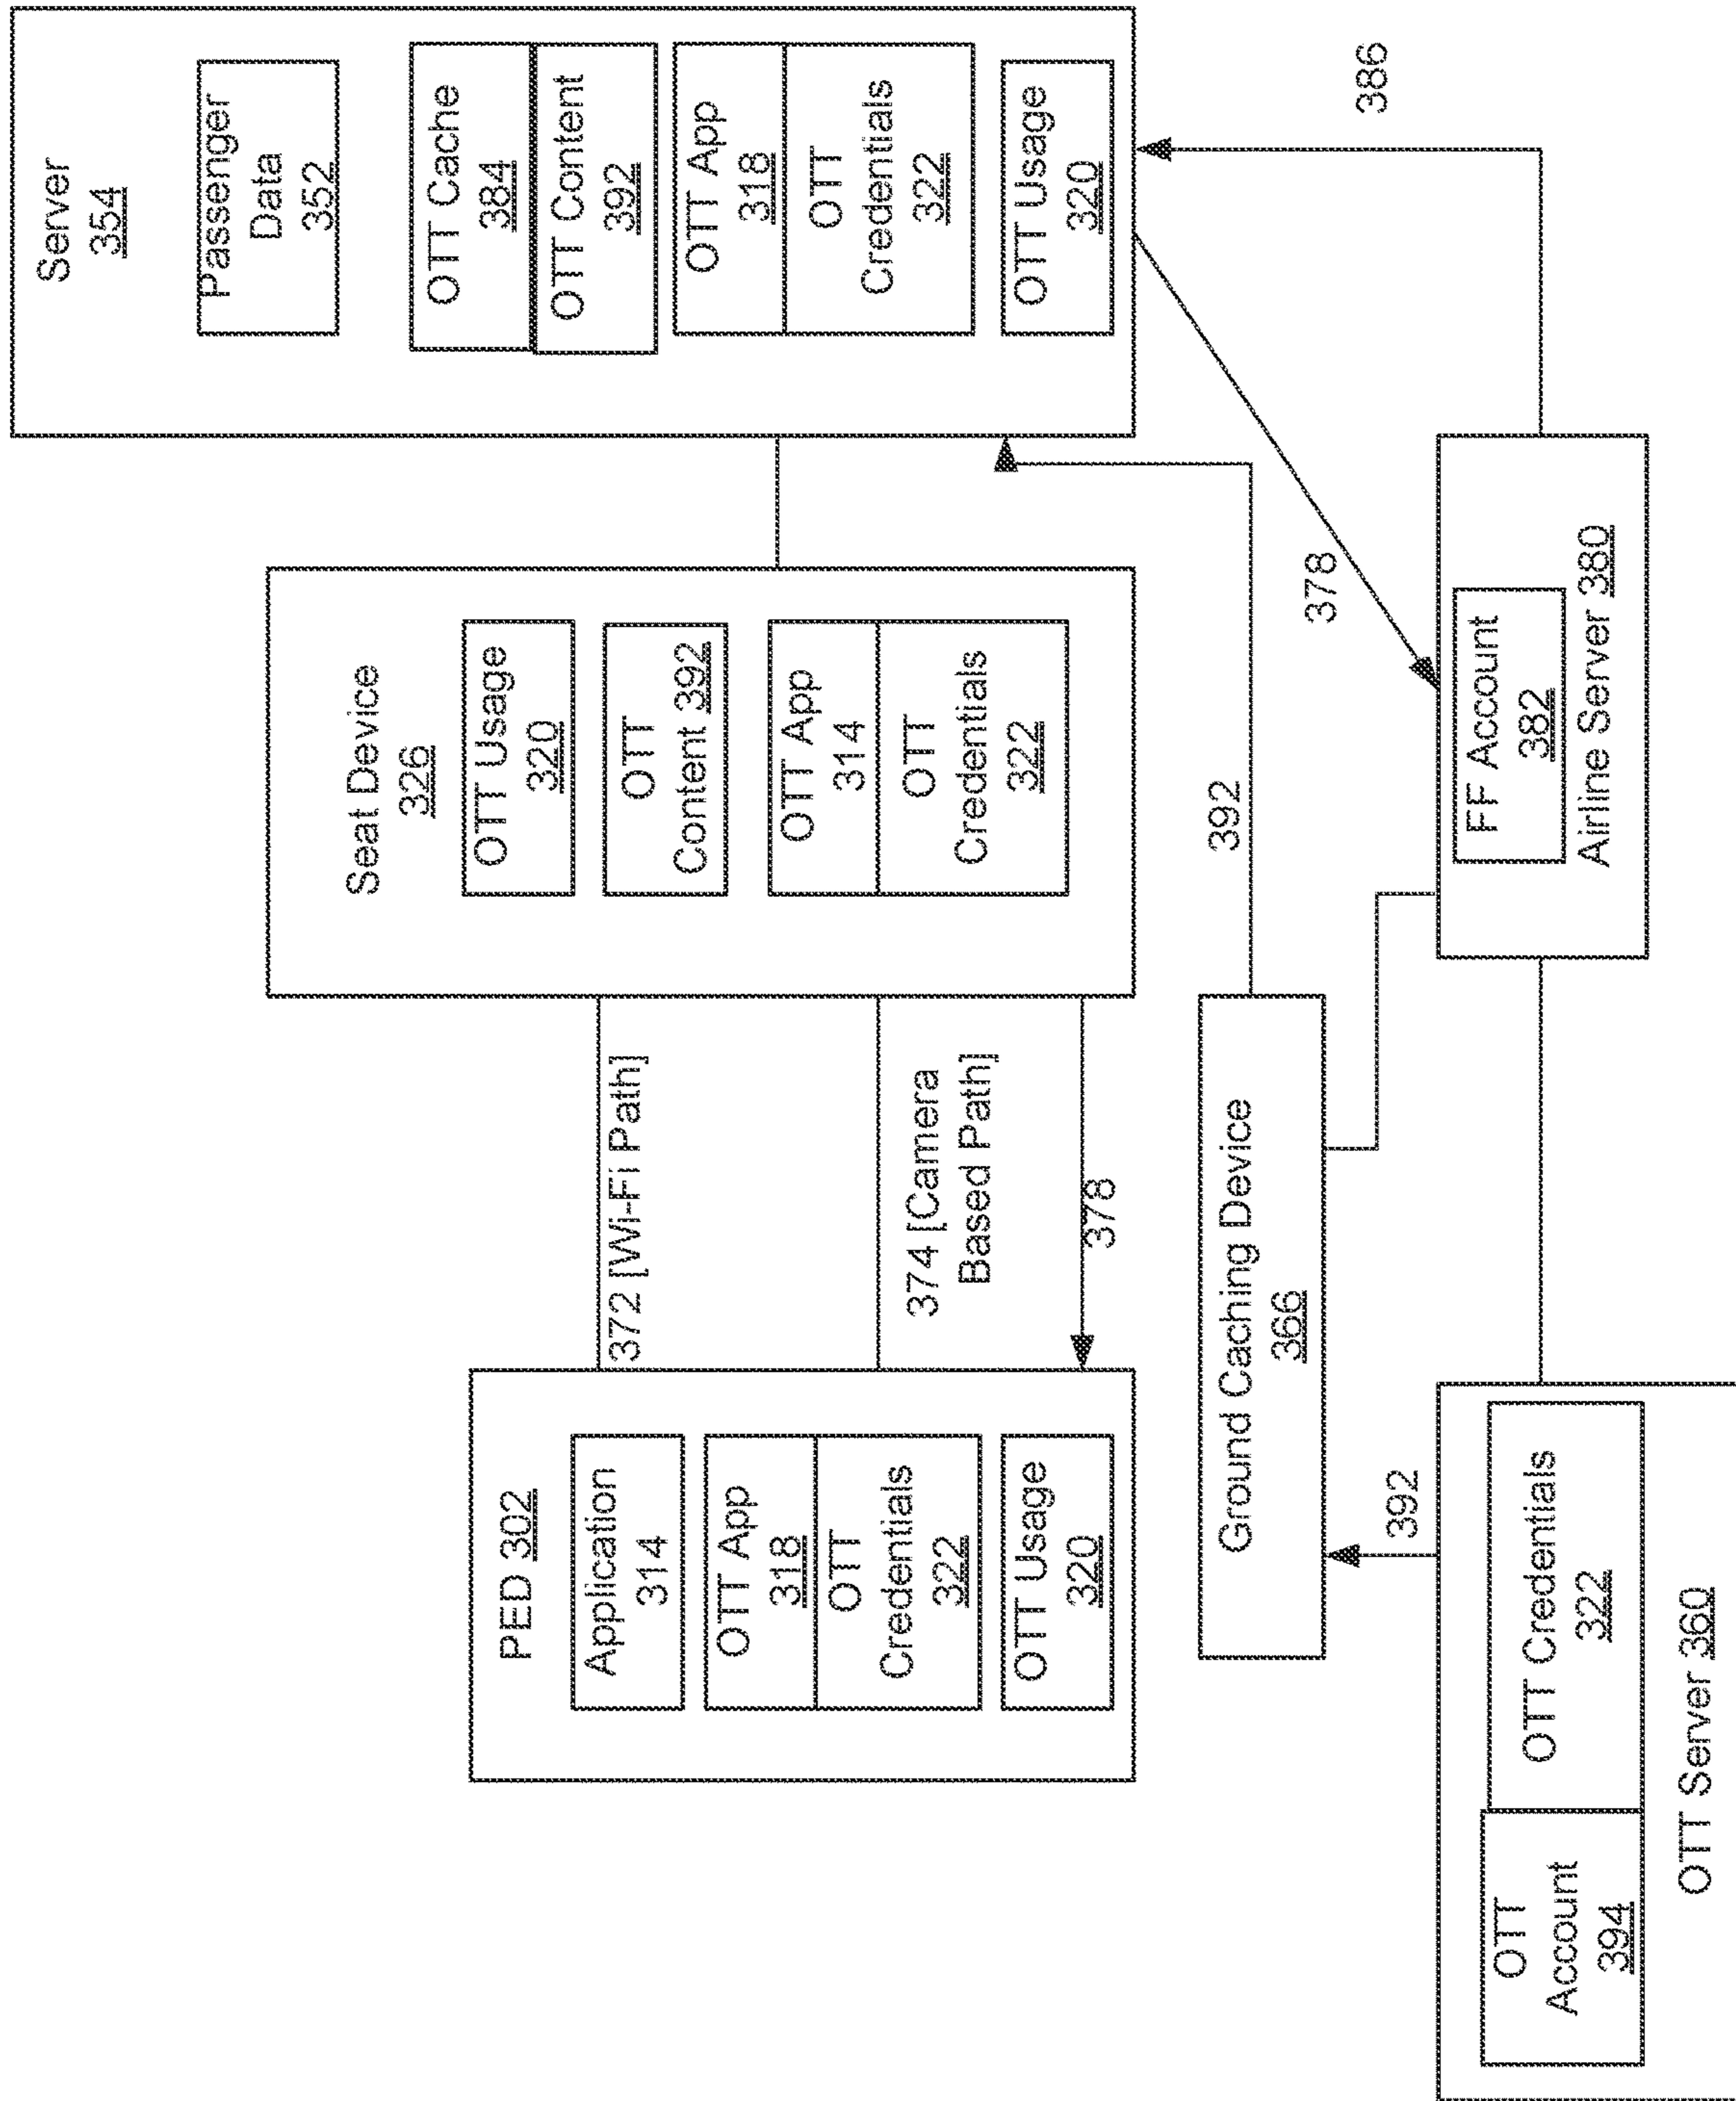 PED 302
Application
314
OTT App
318
OTT
Credentials
322
OTT Usage
320
372 [Wi-Fi Path]
374 [Camera
Based Path]
378
Seat Device
326
OTT Usage
320
OTT
Content 392
OTT App
314
OTT
Credentials
322
Server
354
Passenger
Data
352
OTT Cache
384
OTT Content
392
OTT App
318
OTT
Credentials
322
OTT Usage
320
Ground Caching Device
366
392
392
378
386
OTT
Account
394
OTT Credentials
322
OTT Server 360
FF Account
382
Airline Server 380